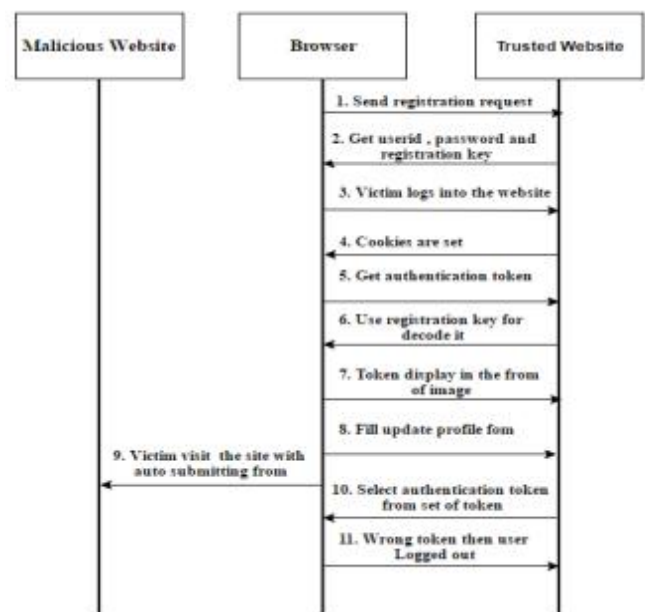 Malicious Website
Browser
Trusted Website
1. Send registration request
2. Get userid , password and
registration key
3. Victim logs into the website
4. Cookies are set
5. Get authentication token
6. Use registration key for
decode it
7. Token display in the from
of image
8. Fill update profile fom
9. Victim visit the site with
auto submitting from
10. Select authentication token
from set of token
11. Wrong token then user
Logged out